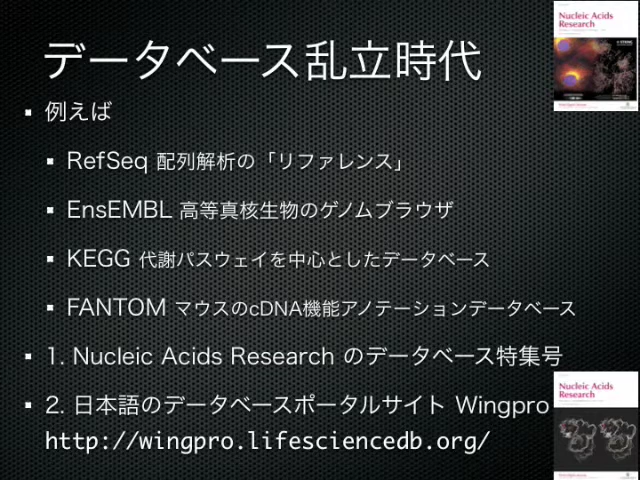 データベース乱立時代
Nucleic Acids
Research
例えば
RefSeq 配列解析の「リファレンス」
EnsEMBL 高等真核生物のゲノムブラウザ
KEGG 代謝パスウェイを中心としたデータベース
FANTOM マウスのcDNA機能アノテーションデータベース
1. Nucleic Acids Research のデータベース特集号
2. 日本語のデータベースポータルサイト Wingpro
http://wingpro.lifesciencedb.org/
Nucleic Acids
Research